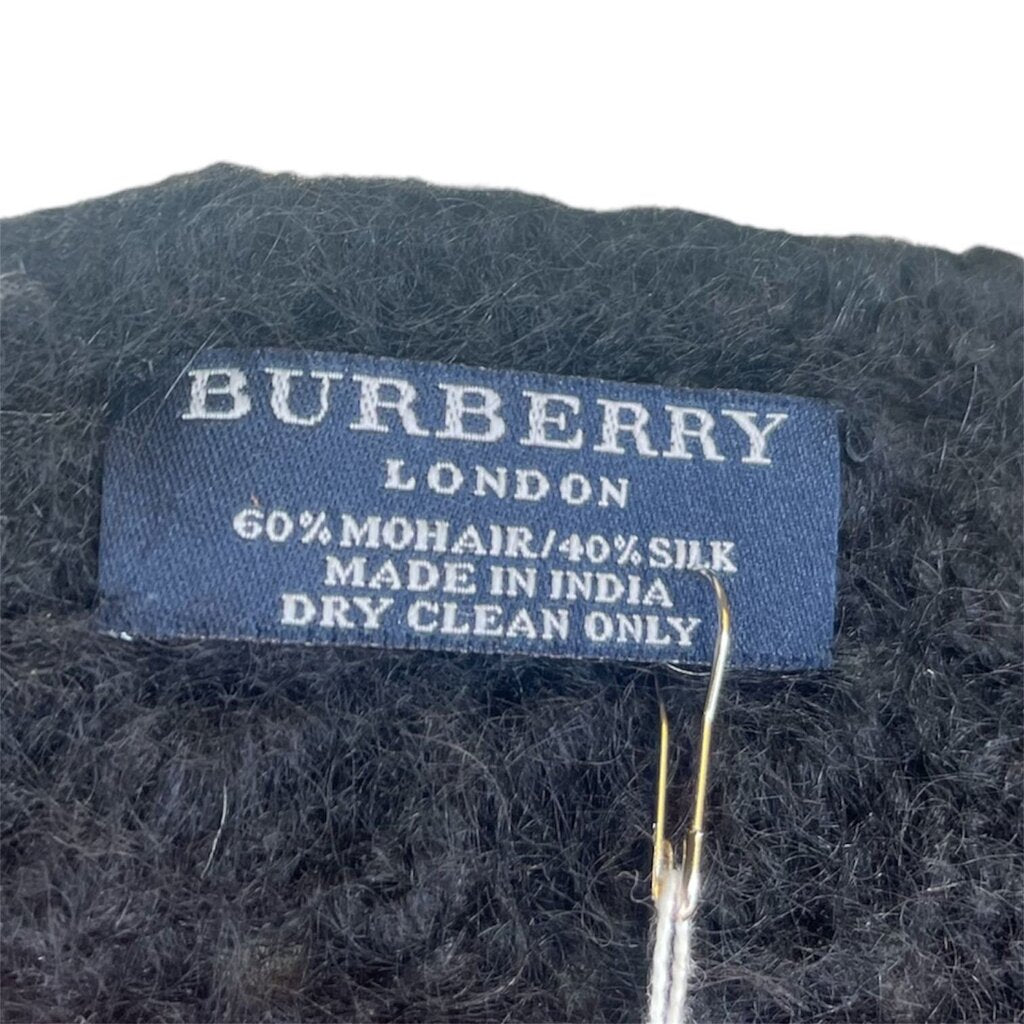 BURBERRY
LONDON
60% MOHAIR/40% SILK
MADE IN INDIA
DRY CLEAN ONLY